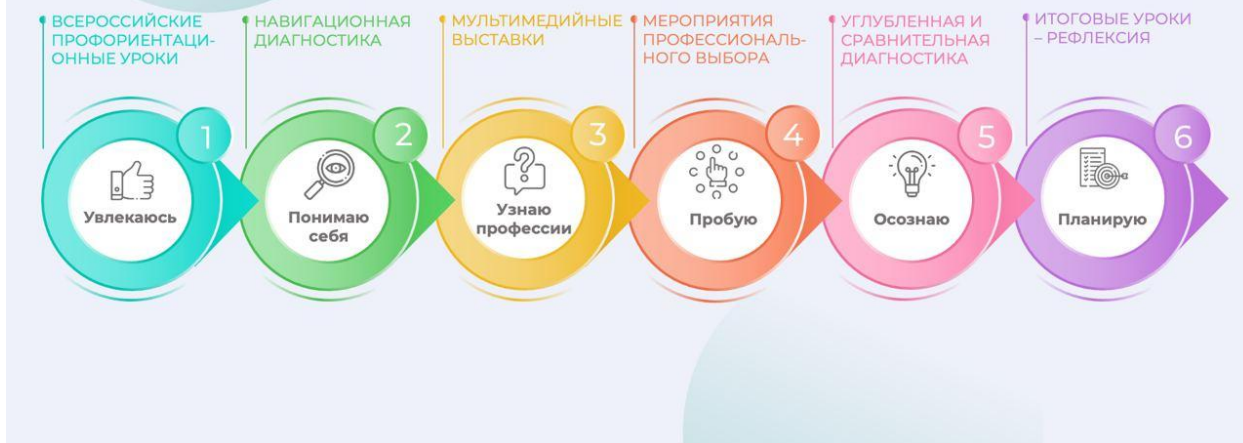 ВСЕРОССИЙСКИЕ
ПРОФОРИЕНТАЦИ-
ОННЫЕ УРОКИ
НАВИГАЦИОННАЯ
ДИАГНОСТИКА
МУЛЬТИМЕДИЙНЫЕ
ВЫСТАВКИ
МЕРОПРИЯТИЯ
ПРОФЕССИОНАЛЬ-
НОГО ВЫБОРА
УГЛУБЛЕННАЯ И
СРАВНИТЕЛЬНАЯ
ДИАГНОСТИКА
ИТОГОВЫЕ УРОКИ
– РЕФЛЕКСИЯ
1
Увлекаюсь
2
Понимаю
себя
3
Узнаю
профессии
4
Пробую
5
Осознаю
6
Планирую